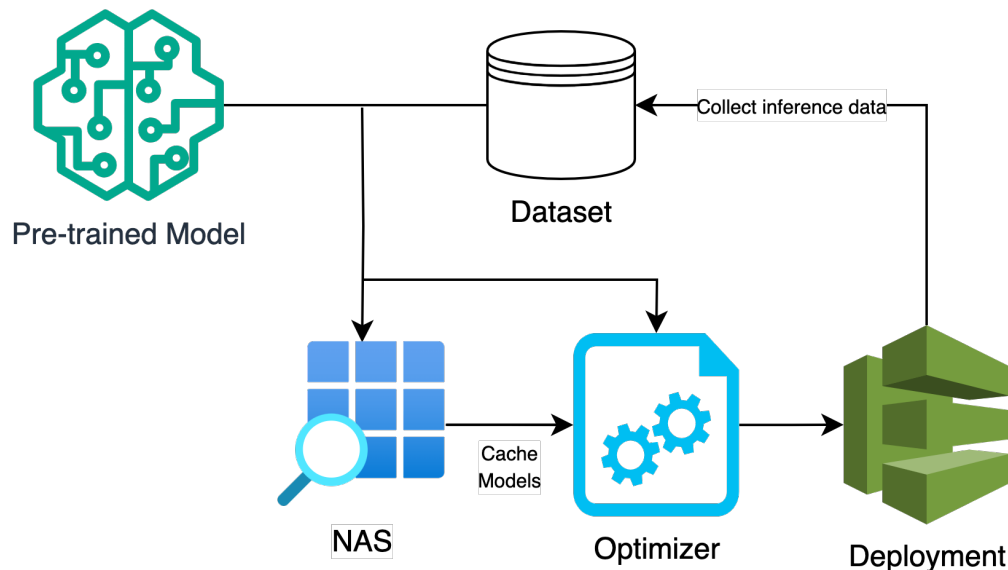 Collect inference data
Dataset
Pre-trained Model
Cache
Models
NAS
Optimizer
Deployment